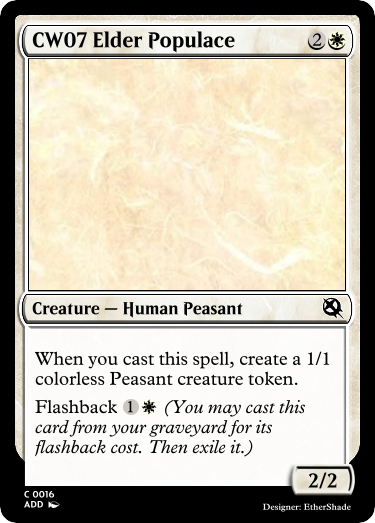 CW07 Elder Populace 2
Creature — Human Peasant
When you cast this spell, create a 1/1
colorless Peasant creature token.
Flashback 1 (You may cast this
card from your graveyard for its
flashback cost. Then exile it.)
2/2
C 0016
ADD
Designer: EtherShade